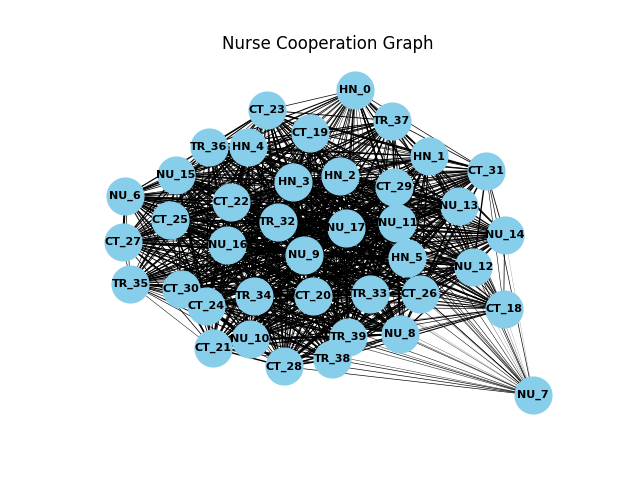 Nurse Cooperation Graph
HN_0
CT_23
TR_37
CT_19
TR_36
HN_4
HN_1
CT_31
NU_15
HN_2
HN_3
CT_29
NU_6
CT_22
NU_13
CT_25
TR_32
NU_11
NU_17
NU_14
CT_27
NU_16
NU_9
HN_5
NU_12
TR_35
CT_30
CT_26
TR_33
TR_34
CT_20
CT_24
CT_18
NU_8
TR_39
NU_10
CT_21
TR_38
CT_28
NU_7